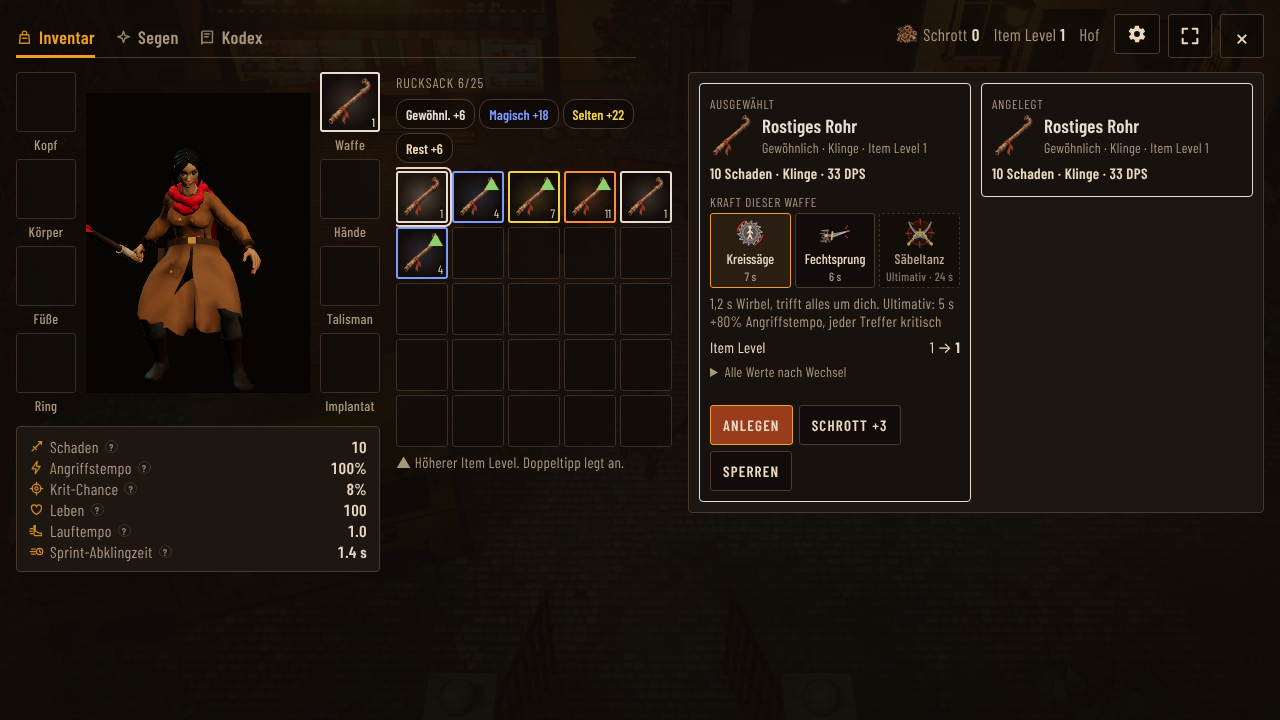 Inventar
Segen
Kodex
Schrott 0
Item Level 1
Hof
Kopf
Körper
Füße
Ring
1
Waffe
Hände
Talisman
Implantat
Schaden ? 10
Angriffstempo ? 100%
Krit-Chance ? 8%
Leben ? 100
Lauftempo ? 1.0
Sprint-Abklingzeit ? 1.4 s
RUCKSACK 6/25
Gewöhnl. +6
Magisch +18
Selten +22
Rest +6
1
4
7
11
1
4
Höherer Item Level. Doppeltipp legt an.
AUSGEWÄHLT
Rostiges Rohr
Gewöhnlich · Klinge · Item Level 1
10 Schaden · Klinge · 33 DPS
KRAFT DIESER WAFFE
Kreissäge
7 s
Fechtsprung
6 s
Säbeltanz
Ultimativ · 24 s
1,2 s Wirbel, trifft alles um dich. Ultimativ: 5 s
+80% Angriffstempo, jeder Treffer kritisch
Item Level 1 → 1
Alle Werte nach Wechsel
ANLEGEN
SCHROTT +3
SPERREN
ANGELEGT
Rostiges Rohr
Gewöhnlich · Klinge · Item Level 1
10 Schaden · Klinge · 33 DPS